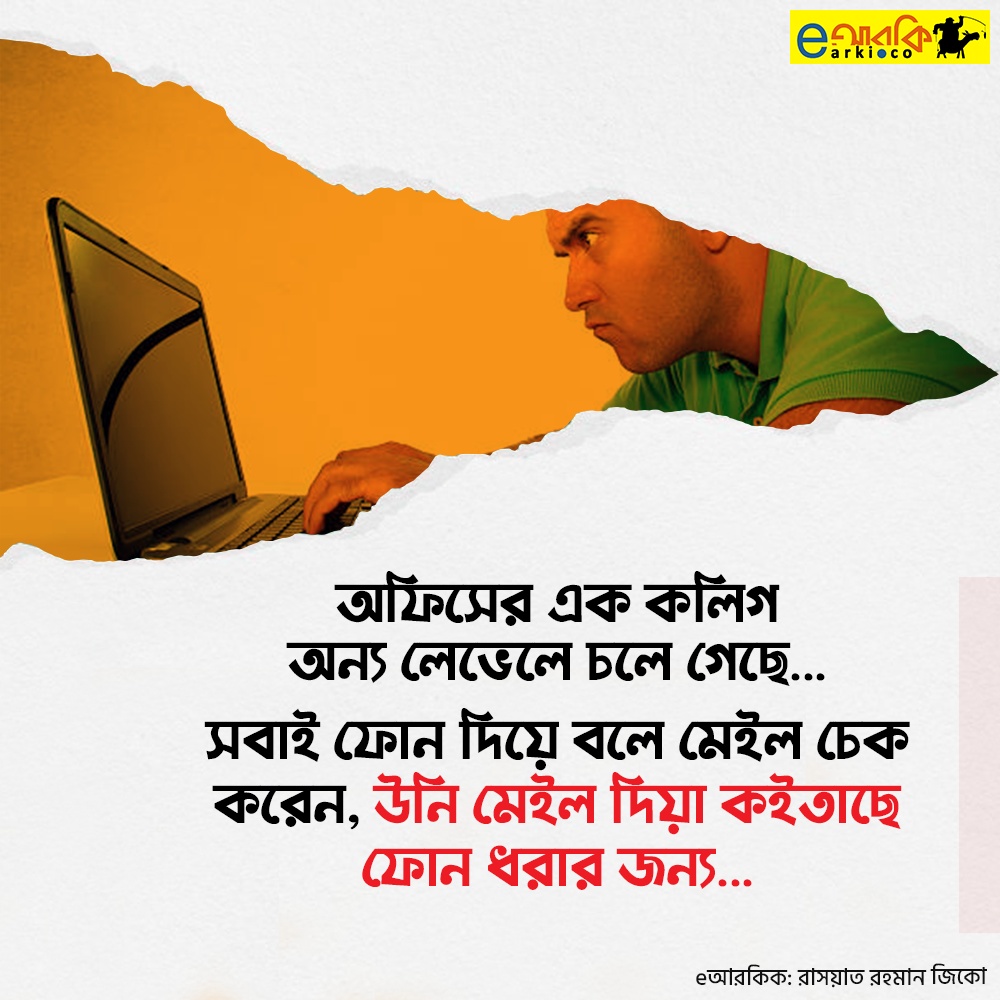 eআরকি
earki.co
অফিসের এক কলিগ
অন্য লেভেলে চলে গেছে...
সবাই ফোন দিয়ে বলে মেইল চেক
করেন, উনি মেইল দিয়া কইতাছে
ফোন ধরার জন্য...
eআরকিক: রাসয়াত রহমান জিকো